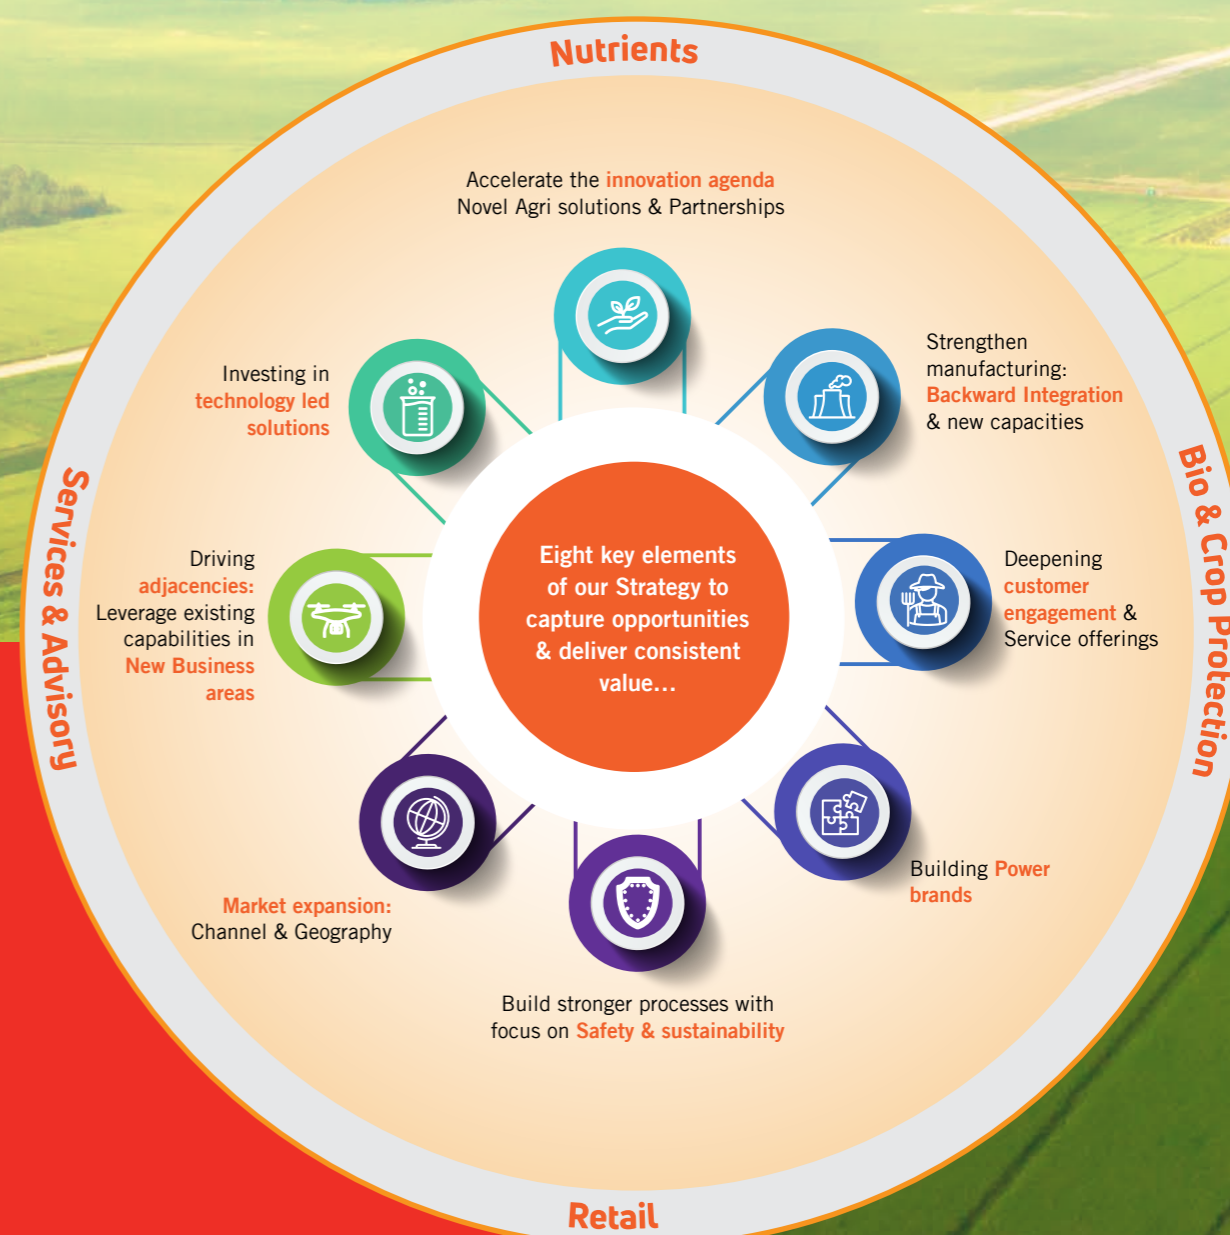 Nutrients
Accelerate the innovation agenda
Novel Agri solutions & Partnerships
Strengthen
manufacturing:
Backward Integration
& new capacities
Investing in
technology led
solutions
Bio & Crop Protection
Services & Advisory
Eight key elements
of our Strategy to
capture opportunities
& deliver consistent
value...
Deepening
customer
engagement &
Service offerings
Driving
adjacencies:
Leverage existing
capabilities in
New Business
areas
Building Power
brands
Market expansion:
Channel & Geography
Build stronger processes with
focus on Safety & sustainability
Retail